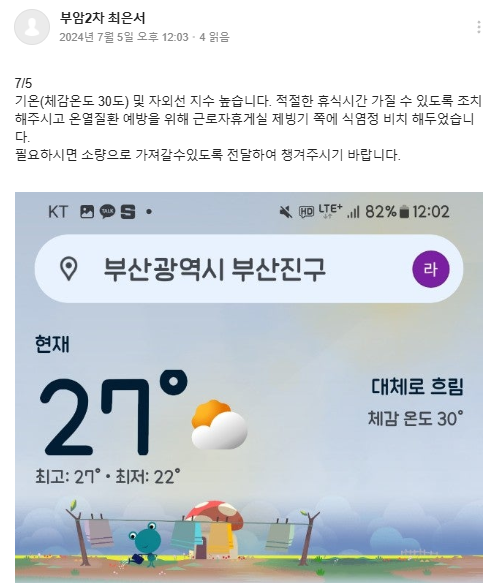 부암2차 최은서
2024년 7월 5일 오후 12:03 · 4 읽음
7/5
기온(체감온도 30도) 및 자외선 지수 높습니다. 적절한 휴식시간 가질 수 있도록 조치
해주시고 온열질환 예방을 위해 근로자휴게실 제빙기 쪽에 식염정 비치 해두었습니
다.
필요하시면 소량으로 가져갈수있도록 전달하여 챙겨주시기 바랍니다.
KT TALK S • HD LTE+ 82% 12:02
부산광역시 부산진구 라
현재
27°
대체로 흐림
체감 온도 30°
최고: 27° • 최저: 22°